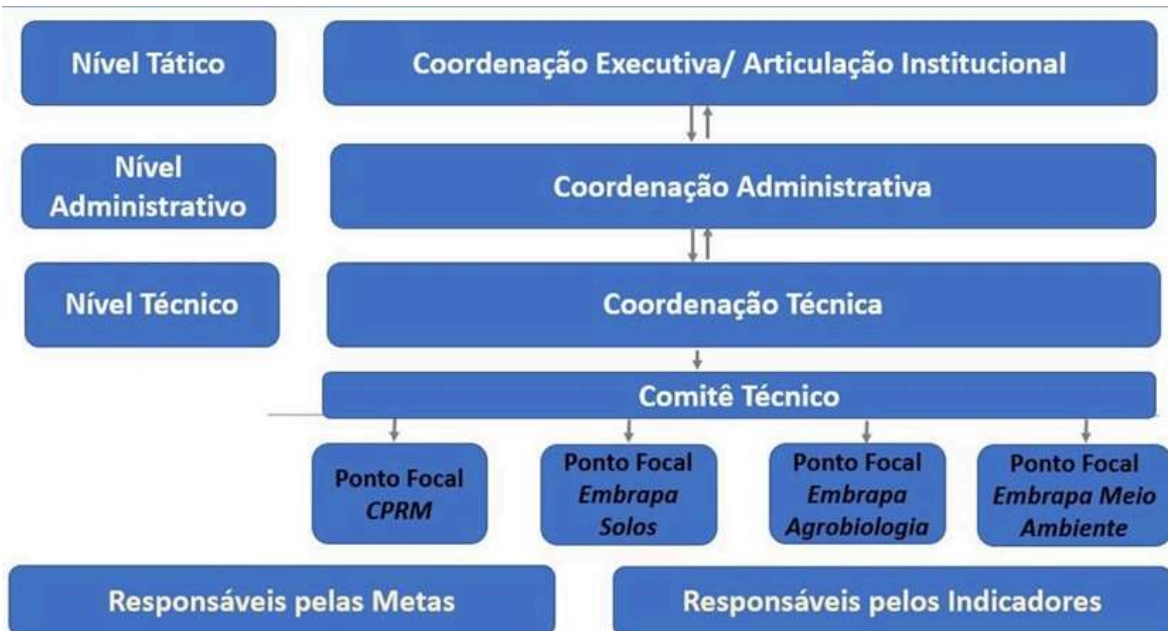 Nível Tático
Coordenação Executiva/ Articulação Institucional
Nível
Administrativo
Coordenação Administrativa
Nível Técnico
Coordenação Técnica
Comitê Técnico
Ponto Focal
CPRM
Ponto Focal
Embrapa
Solos
Ponto Focal
Embrapa
Agrobiologia
Ponto Focal
Embrapa Meio
Ambiente
Responsáveis pelas Metas
Responsáveis pelos Indicadores